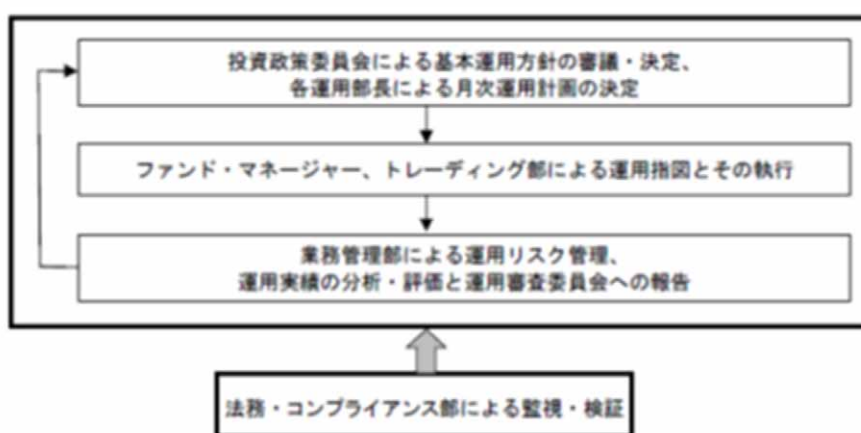 投資政策委員会による基本運用方針の審議・決定、
各運用部長による月次運用計画の決定
ファンド・マネージャー、トレーディング部による運用指図とその執行
業務管理部による運用リスク管理、
運用実績の分析・評価と運用審査委員会への報告
法務・コンプライアンス部による監視・検証